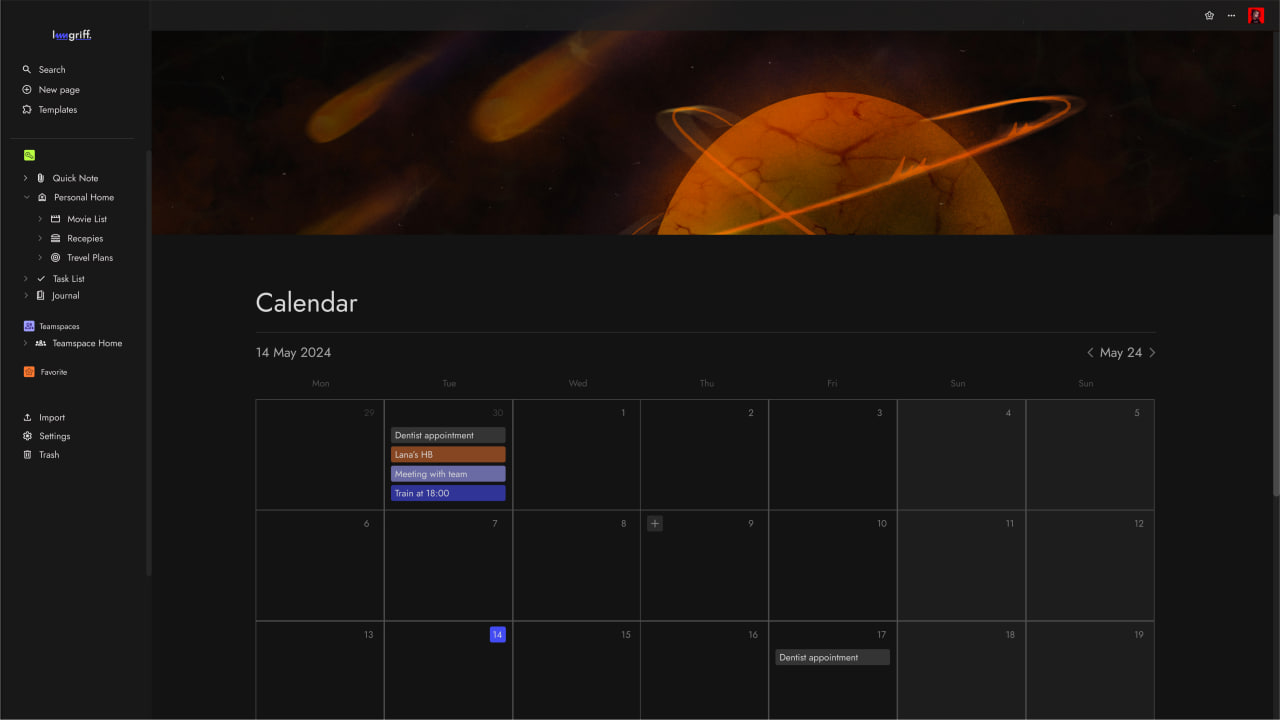 griff.
Search
New page
Templates
Quick Note
Personal Home
Movie List
Recepies
Trevel Plans
Task List
Journal
Teamspaces
Teamspace Home
Favorite
Import
Settings
Trash
Calendar
14 May 2024
May 24
Mon Tue Wed Thu Fri Sun Sun
29 30 1 2 3 4 5
Dentist appointment
Lana's HB
Meeting with team
Train at 18:00
6 7 8 9 10 11 12
13 14 15 16 17 18 19
Dentist appointment